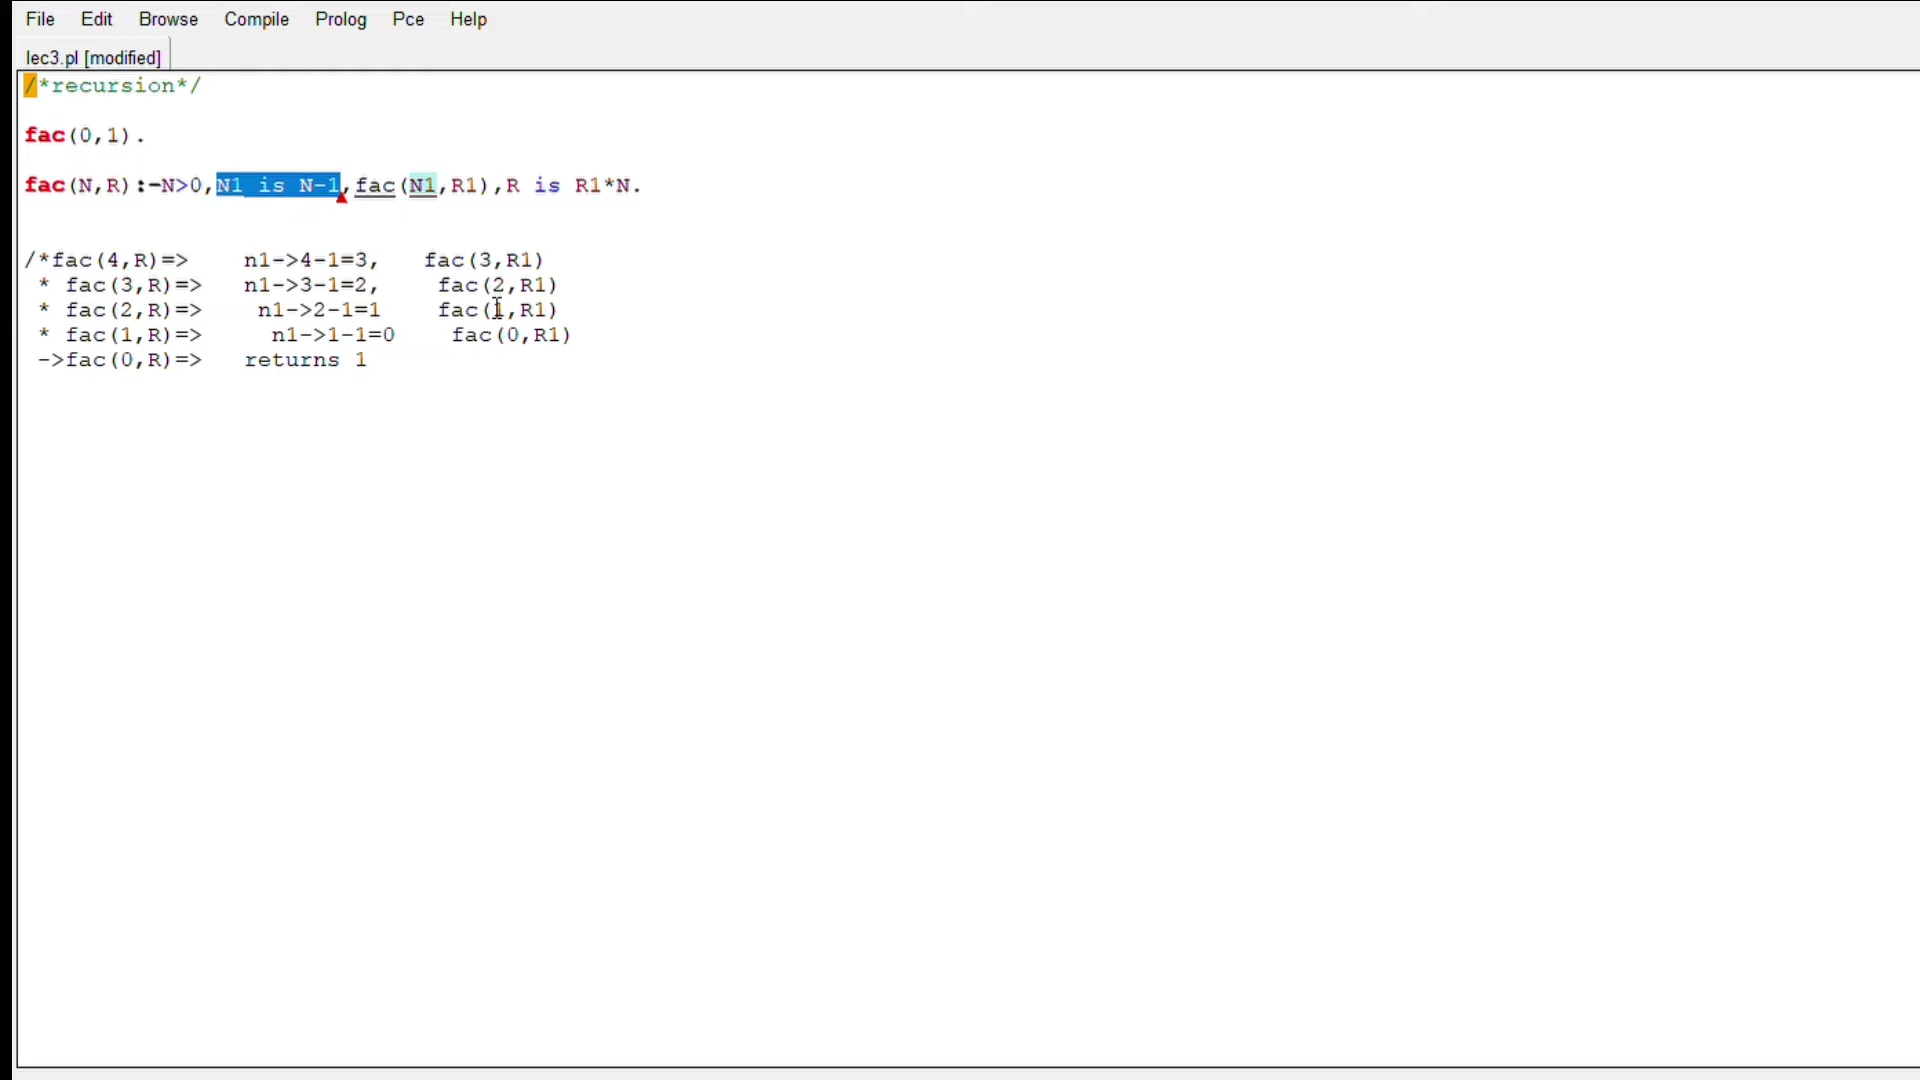 File Edit Browse Compile Prolog Pce Help
lec3.pl [modified]
/*recursion*/
fac(0,1).
fac(N,R):-N>0,N1 is N-1,fac(N1,R1),R is R1*N.
/*fac(4,R)=>   n1->4-1=3,   fac(3,R1)
* fac(3,R)=>   n1->3-1=2,    fac(2,R1)
* fac(2,R)=>    n1->2-1=1    fac(1,R1)
* fac(1,R)=>     n1->1-1=0    fac(0,R1)
->fac(0,R)=>   returns 1